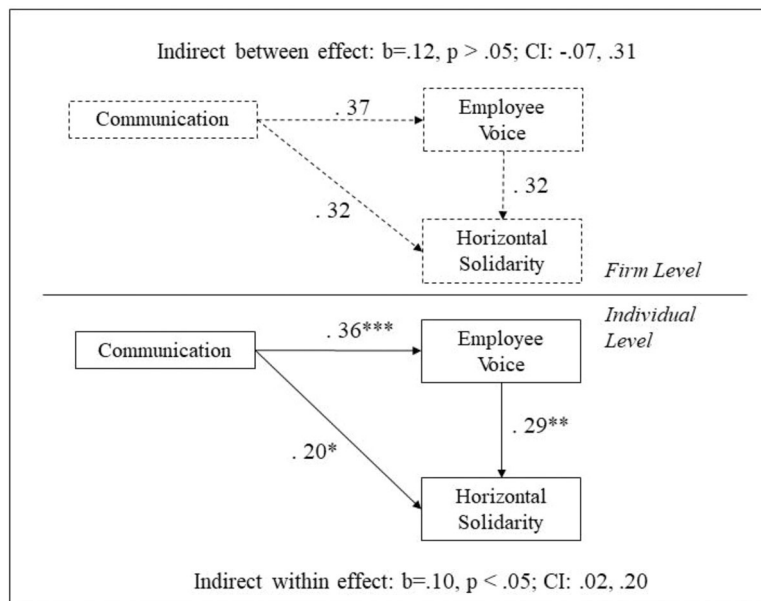 Indirect between effect: b=.12, p > .05; CI: -.07, .31
Communication
. 37
Employee
Voice
. 32
. 32
Horizontal
Solidarity
Firm Level
Individual
Level
Communication
. 36***
Employee
Voice
. 20*
. 29**
Horizontal
Solidarity
Indirect within effect: b=.10, p < .05; CI: .02, .20